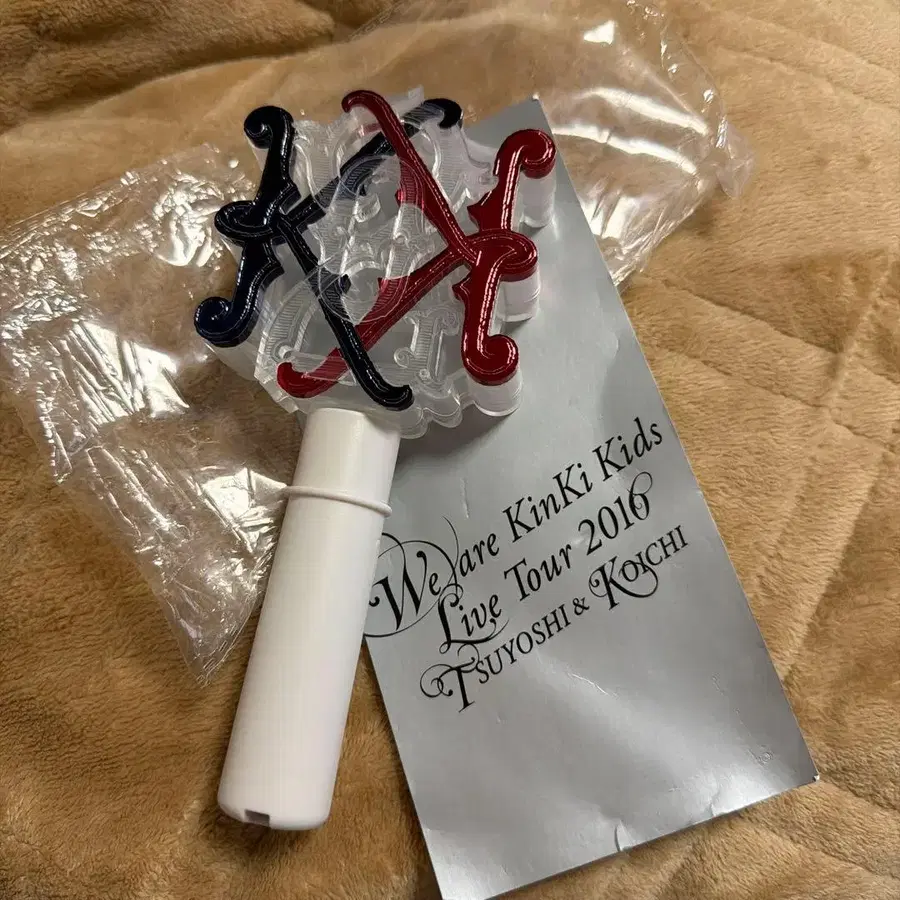 We are KinKi Kids
Live Tour 2016
TSUYOSHI & KOICHI